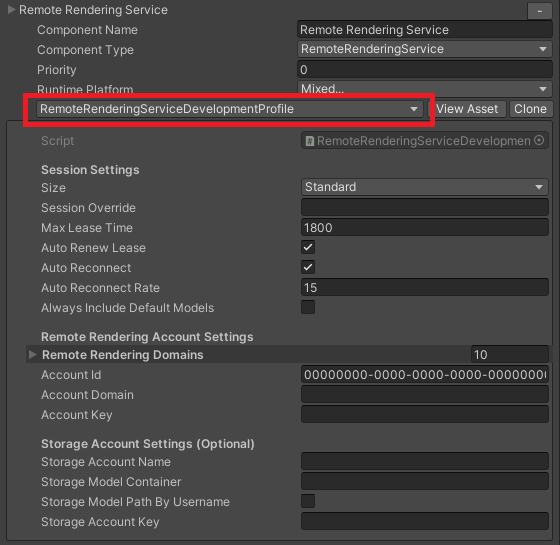 Remote Rendering Service -
Component Name Remote Rendering Service
Component Type RemoteRenderingService
Priority 0
Runtime Platform Mixed...
RemoteRenderingServiceDevelopmentProfile View Asset Clone
Script # RemoteRenderingServiceDevelopmen
Session Settings
Size Standard
Session Override
Max Lease Time 1800
Auto Renew Lease
Auto Reconnect
Auto Reconnect Rate 15
Always Include Default Models
Remote Rendering Account Settings
Remote Rendering Domains 10
Account Id 00000000-0000-0000-0000-00000000
Account Domain
Account Key
Storage Account Settings (Optional)
Storage Account Name
Storage Model Container
Storage Model Path By Username
Storage Account Key